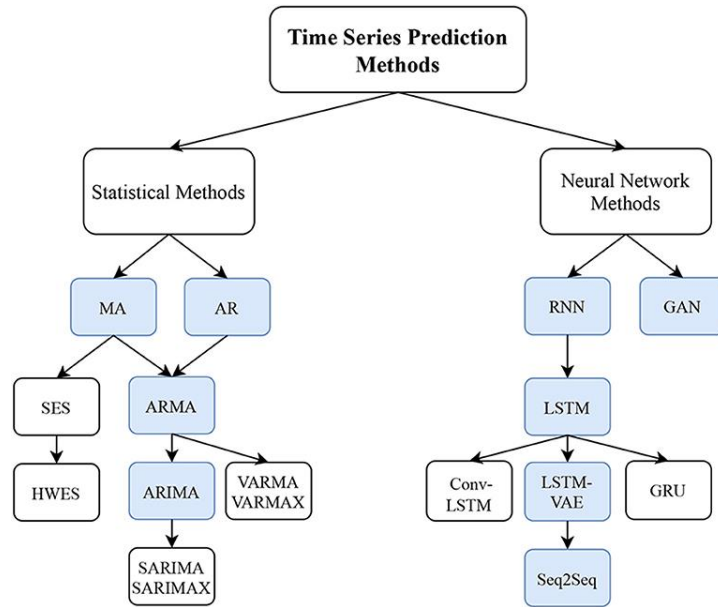 Time Series Prediction
Methods
Statistical Methods
Neural Network
Methods
MA
AR
RNN
GAN
SES
ARMA
LSTM
HWES
ARIMA
VARMA
VARMAX
Conv-
LSTM
LSTM-
VAE
GRU
SARIMA
SARIMAX
Seq2Seq